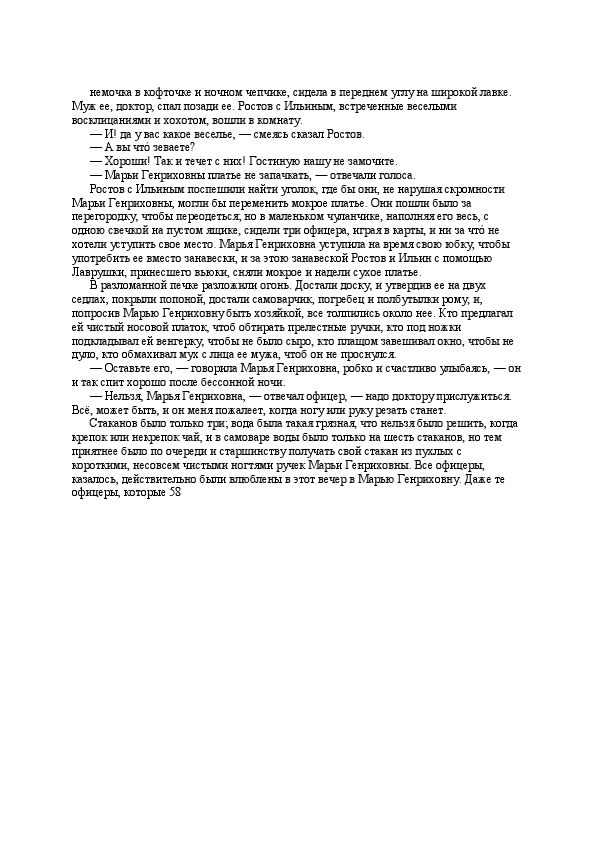 немочка в кофточке и ночном чепчике, сидела в переднем углу на широкой лавке.
Муж ее, доктор, спал позади ее. Ростов с Ильиным, встреченные веселыми
восклицаниями и хохотом, вошли в комнату.
— И! да у вас какое веселье, — смеясь сказал Ростов.
— А вы что́ зеваете?
— Хороши! Так и течет с них! Гостиную нашу не замочите.
— Марьи Генриховны платье не запачкать, — отвечали голоса.
Ростов с Ильиным поспешили найти уголок, где бы они, не нарушая скромности
Марьи Генриховны, могли бы переменить мокрое платье. Они пошли было за
перегородку, чтобы переодеться; но в маленьком чуланчике, наполняя его весь, с
одною свечкой на пустом ящике, сидели три офицера, играя в карты, и ни за что́ не
хотели уступить свое место. Марья Генриховна уступила на время свою юбку, чтобы
употребить ее вместо занавески, и за этою занавеской Ростов и Ильин с помощью
Лаврушки, принесшего вьюки, сняли мокрое и надели сухое платье.
В разломанной печке разложили огонь. Достали доску, и утвердив ее на двух
седлах, покрыли попоной, достали самоварчик, погребец и полбутылки рому, и,
попросив Марью Генриховну быть хозяйкой, все толпились около нее. Кто предлагал
ей чистый носовой платок, чтоб обтирать прелестные ручки, кто под ножки
подкладывал ей венгерку, чтобы не было сыро, кто плащом завешивал окно, чтобы не
дуло, кто обмахивал мух с лица ее мужа, чтоб он не проснулся.
— Оставьте его, — говорила Марья Генриховна, робко и счастливо улыбаясь, — он
и так спит хорошо после бессонной ночи.
— Нельзя, Марья Генриховна, — отвечал офицер, — надо доктору прислужиться.
Всё, может быть, и он меня пожалеет, когда ногу или руку резать станет.
Стаканов было только три; вода была такая грязная, что нельзя было решить, когда
крепок или некрепок чай, и в самоваре воды было только на шесть стаканов, но тем
приятнее было по очереди и старшинству получать свой стакан из пухлых с
короткими, несовсем чистыми ногтями ручек Марьи Генриховны. Все офицеры,
казалось, действительно были влюблены в этот вечер в Марью Генриховну. Даже те
офицеры, которые 58